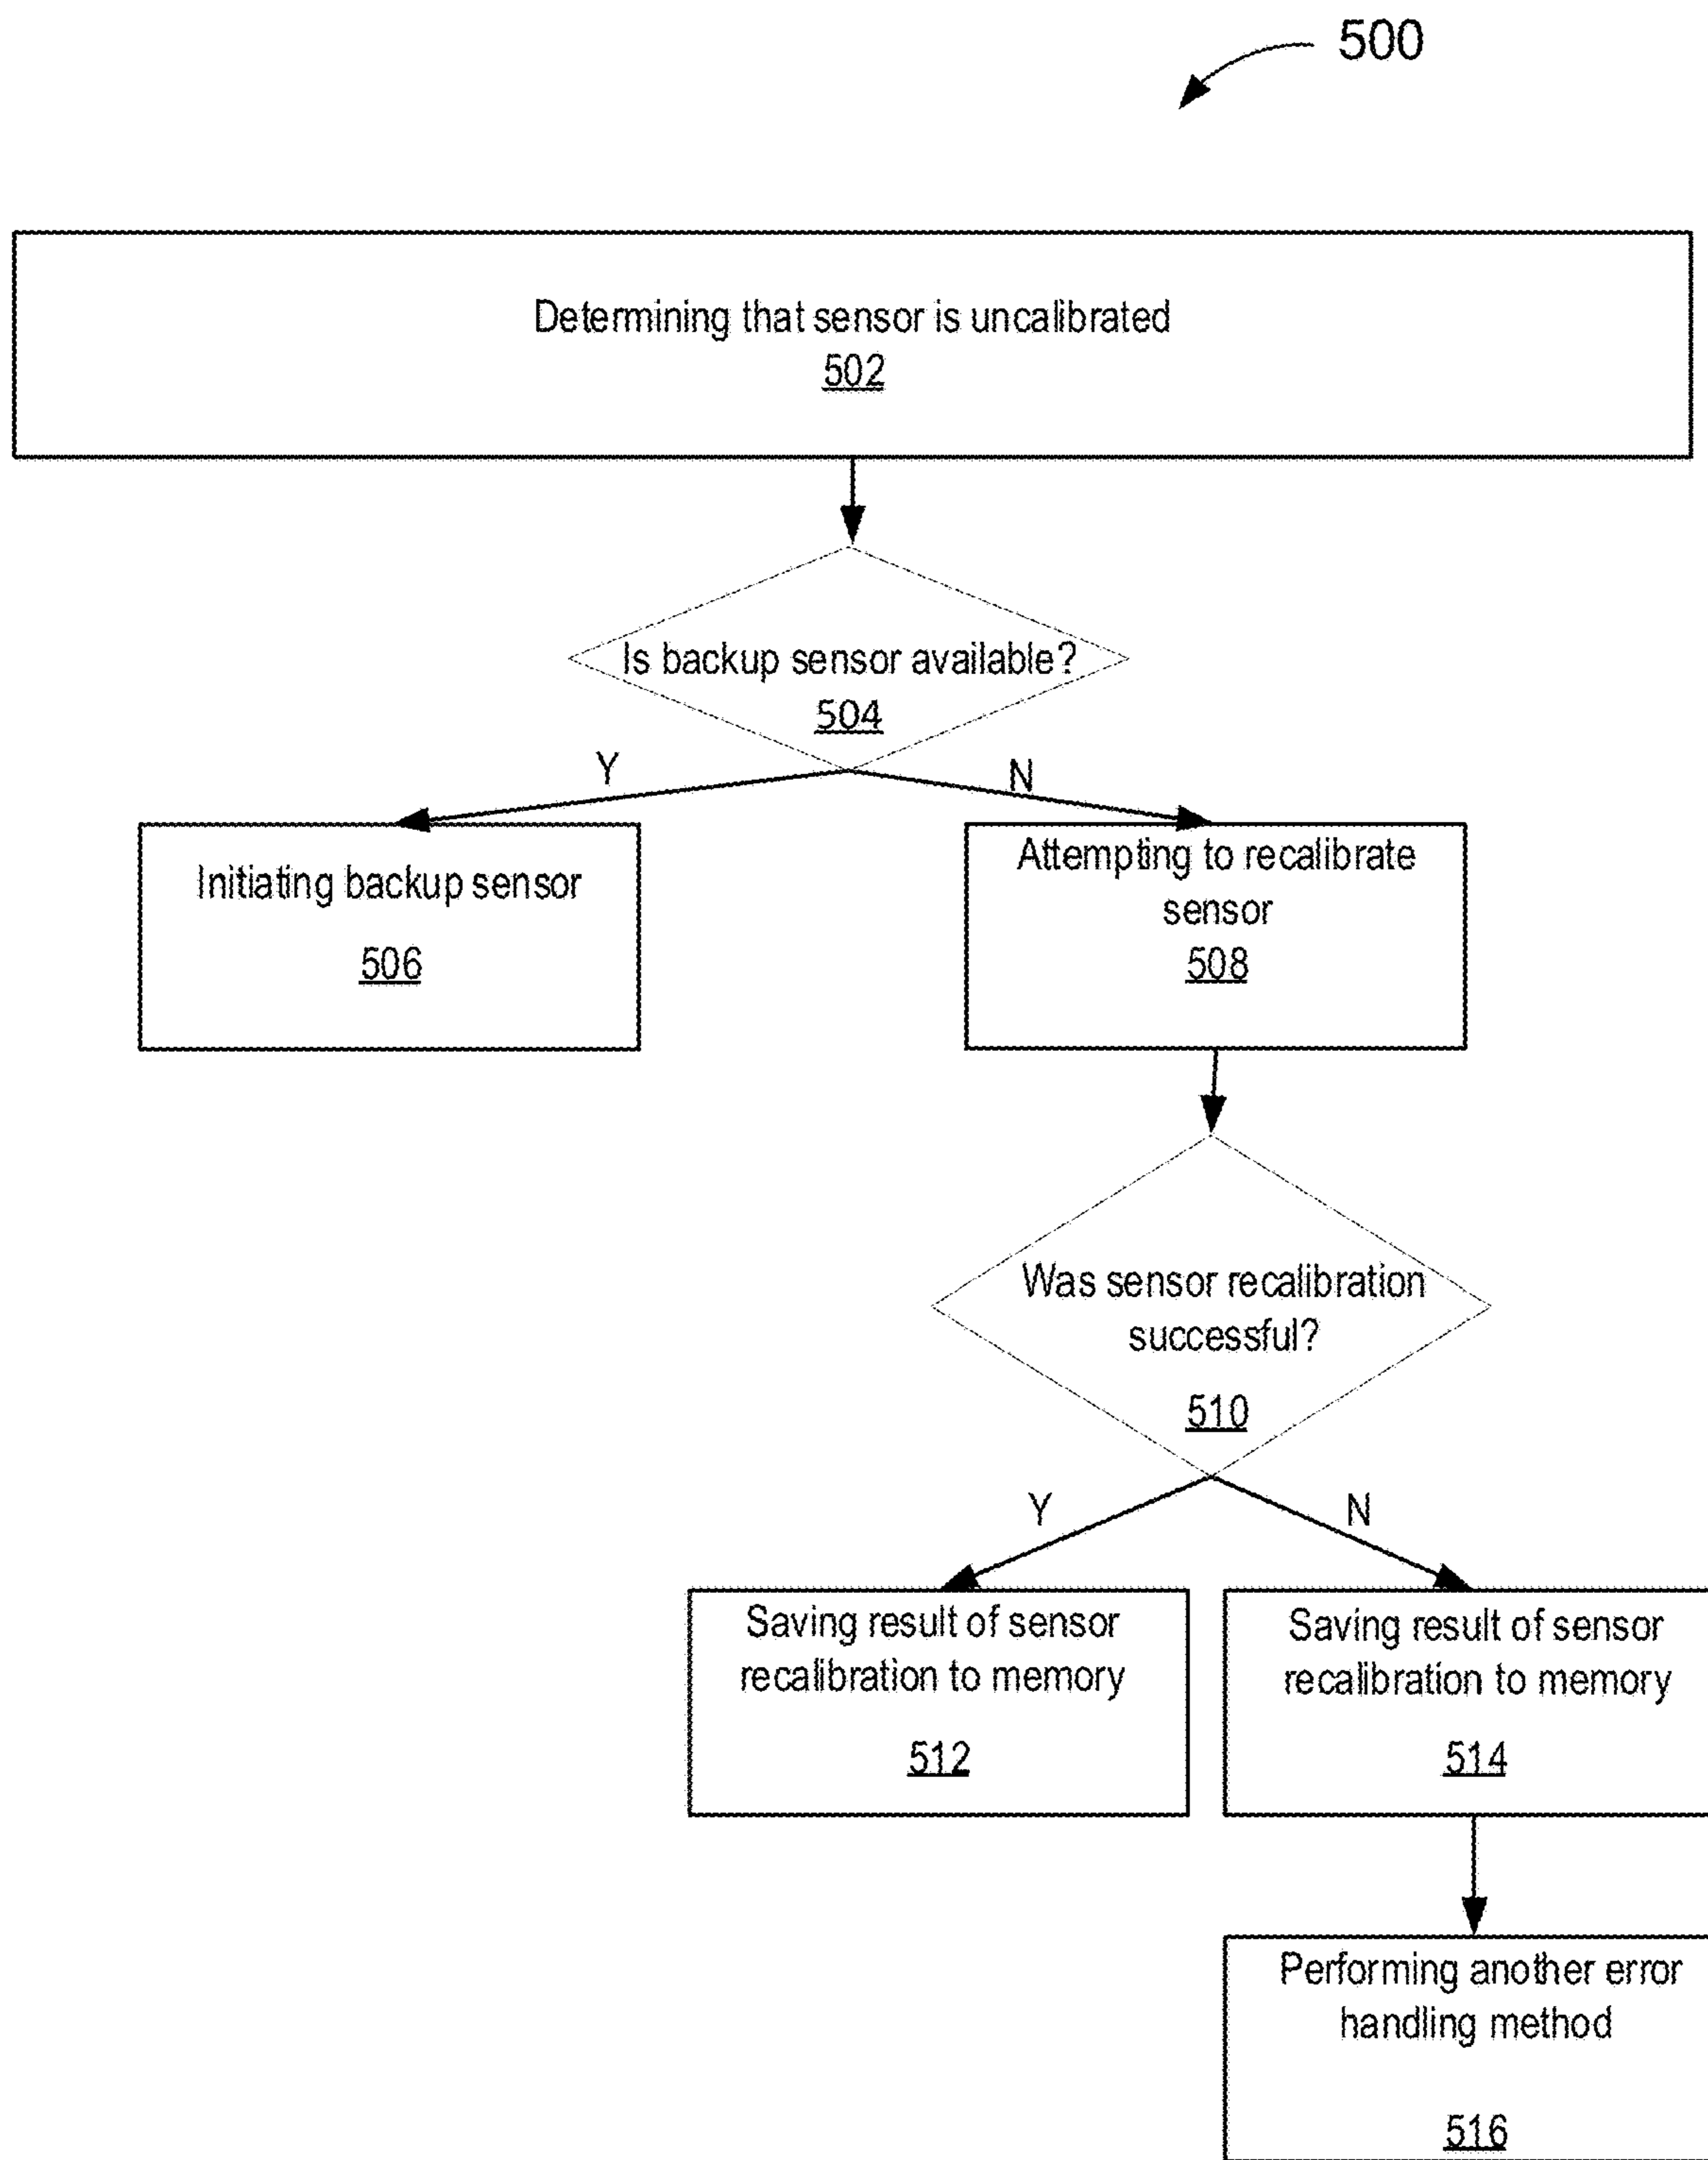 500
Determining that sensor is uncalibrated
502
Is backup sensor available?
504
Y
N
Initiating backup sensor
506
Attempting to recalibrate
sensor
508
Was sensor recalibration
successful?
510
Y
N
Saving result of sensor
recalibration to memory
512
Saving result of sensor
recalibration to memory
514
Performing another error
handling method
516